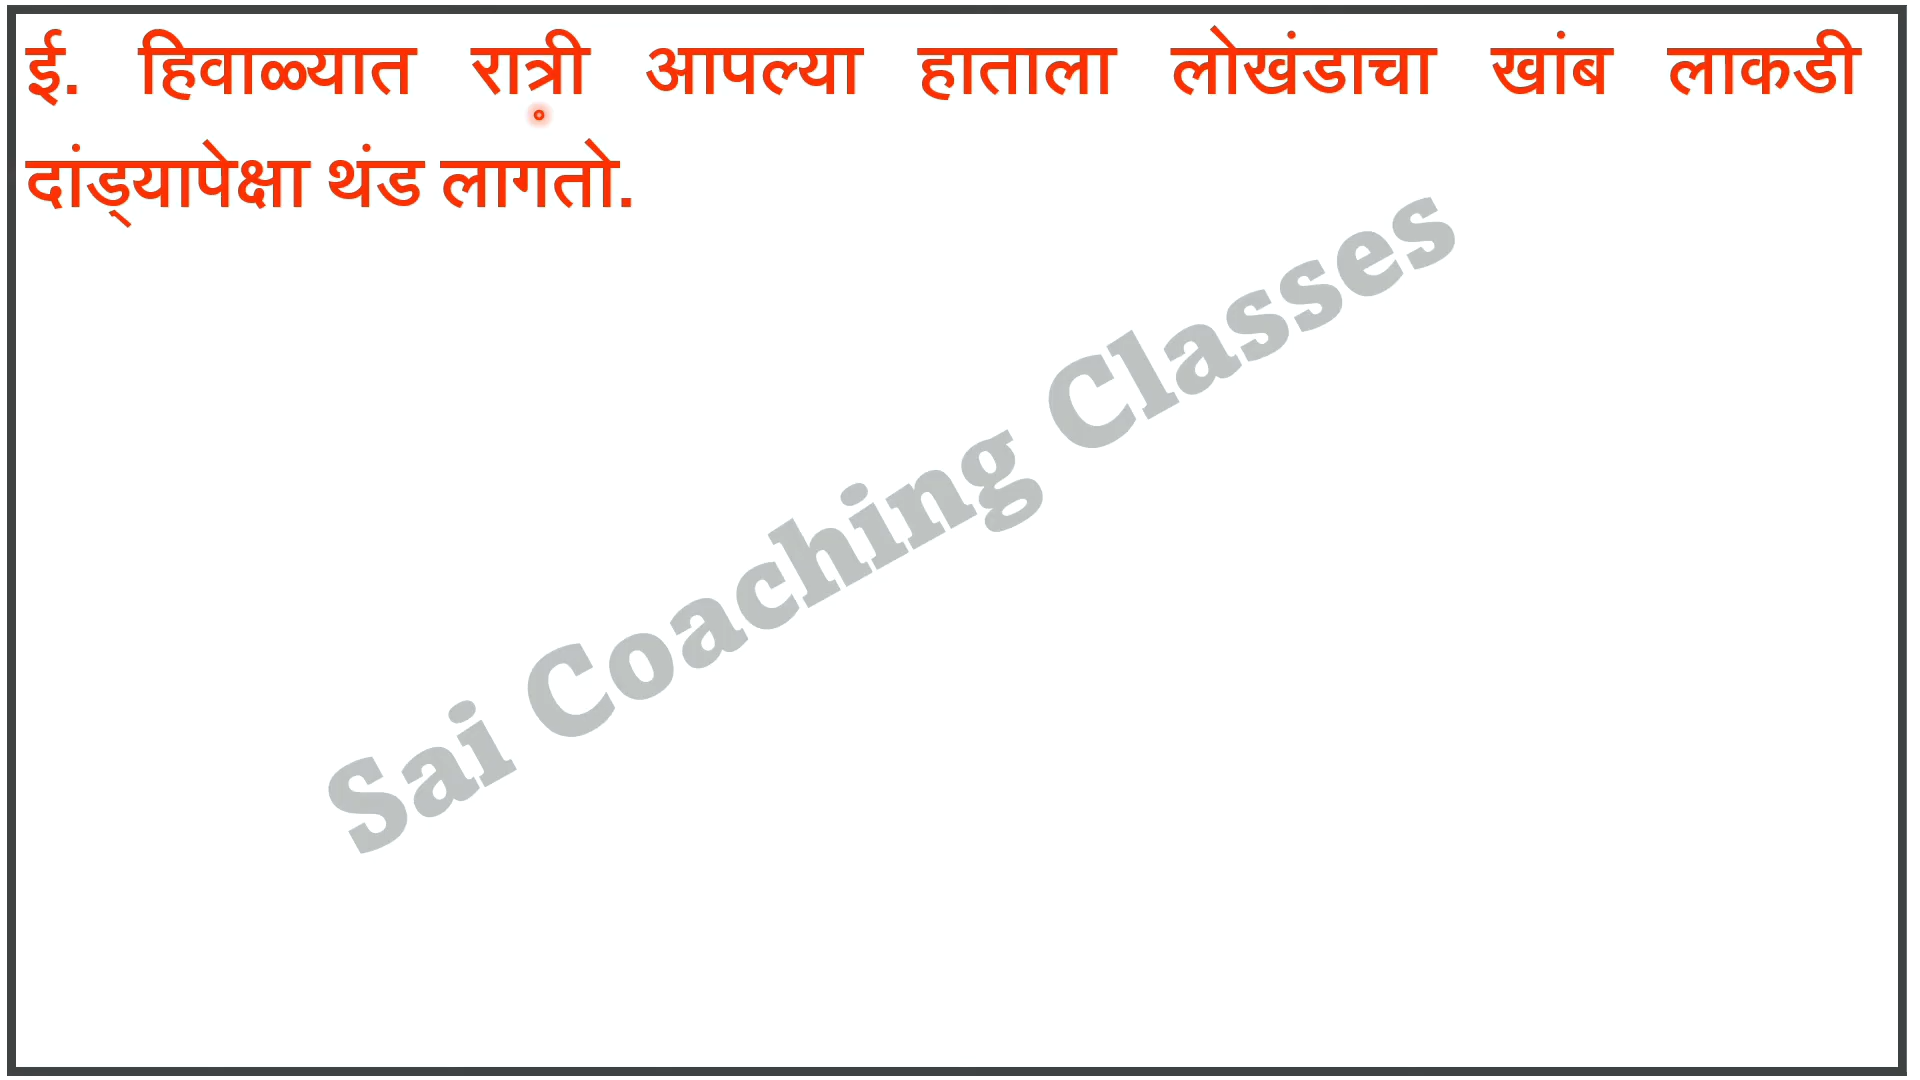 ई. हिवाळ्यात रात्री आपल्या हाताला लोखंडाचा खांब लाकडी
दांड्यापेक्षा थंड लागतो.
Sai Coaching Classes